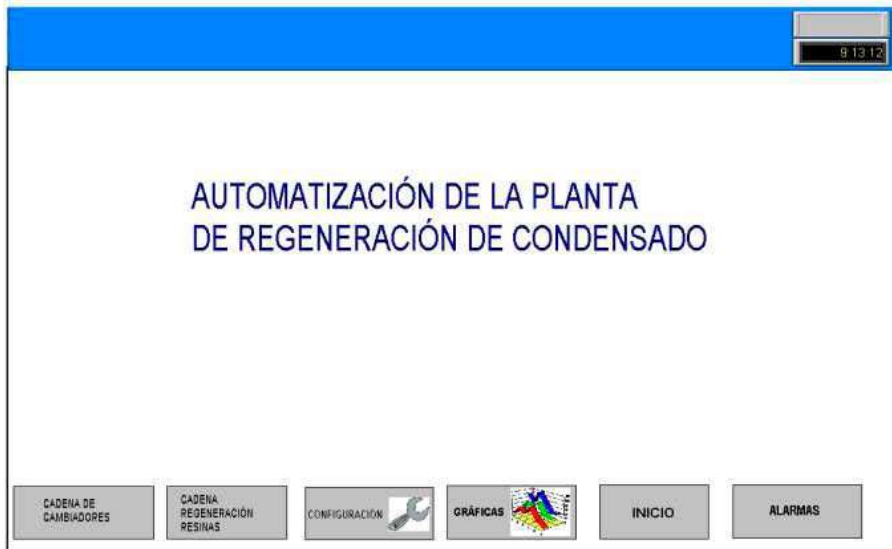 9 13 12
AUTOMATIZACIÓN DE LA PLANTA
DE REGENERACIÓN DE CONDENSADO
CADENA DE
CAMBIADORES
CADENA
REGENERACIÓN
RESINAS
CONFIGURACIÓN
GRÁFICAS
INICIO
ALARMAS